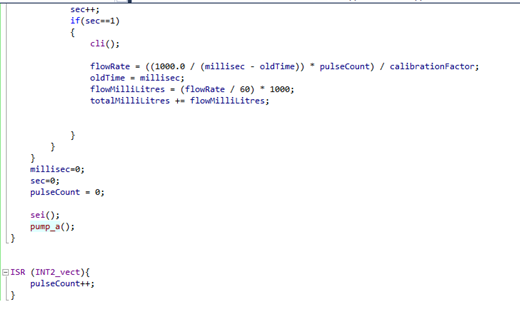 sec++;
if(sec==1)
{
cli();
flowRate = ((1000.0 / (millisec - oldTime)) * pulseCount) / calibrationFactor;
oldTime = millisec;
flowMilliLitres = (flowRate / 60) * 1000;
totalMilliLitres += flowMilliLitres;
}
}
}
millisec=0;
sec=0;
pulseCount = 0;
sei();
pump_a();
}
ISR (INT2_vect){
pulseCount++;
}